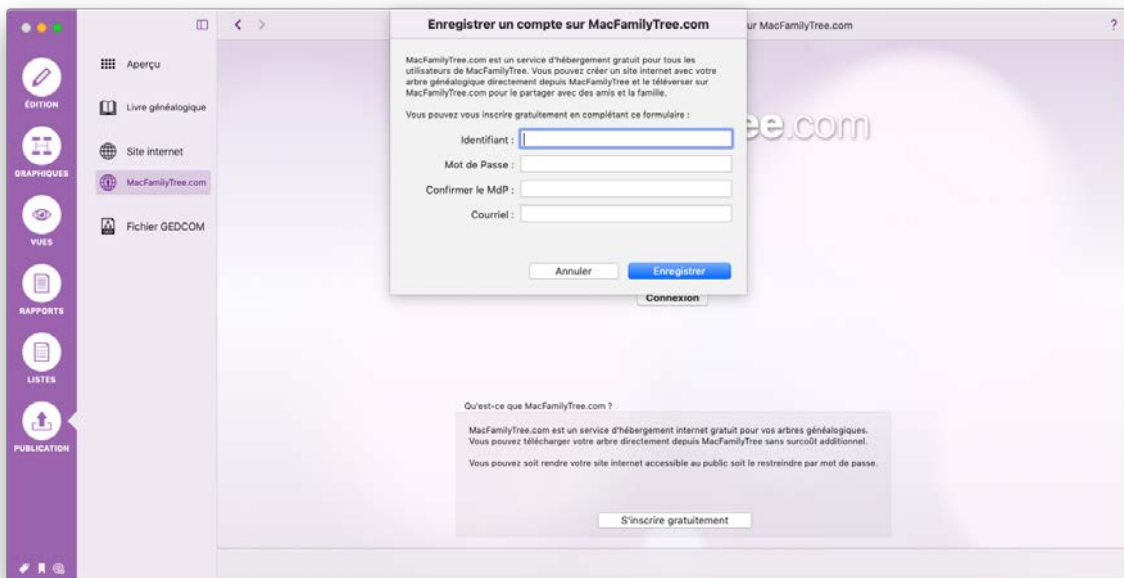 Enregistrer un compte sur MacFamilyTree.com
ur MacFamilyTree.com
?
MacFamilyTree.com est un service d'hébergement gratuit pour tous les
utilisateurs de MacFamilyTree. Vous pouvez créer un site internet avec votre
arbre généalogique directement depuis MacFamilyTree et le téléverser sur
MacFamilyTree.com pour le partager avec des amis et la famille.
Vous pouvez vous inscrire gratuitement en complétant ce formulaire :
Identifiant :
Mot de Passe :
Confirmer le MdP :
Courriel :
Annuler
Enregistrer
ee.com
Connexion
ÉDITION
GRAPHIQUES
VUES
RAPPORTS
LISTES
PUBLICATION
Aperçu
Livre généalogique
Site internet
MacFamilyTree.com
Fichier GEDCOM
Qu'est-ce que MacFamilyTree.com ?
MacFamilyTree.com est un service d'hébergement internet gratuit pour vos arbres généalogiques.
Vous pouvez télécharger votre arbre directement depuis MacFamilyTree sans surcoût additionnel.
Vous pouvez soit rendre votre site internet accessible au public soit le restreindre par mot de passe.
S'inscrire gratuitement